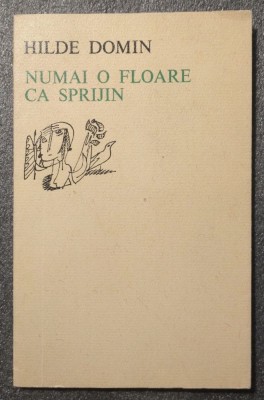 HILDE DOMIN
NUMAI O FLOARE
CA SPRIJIN